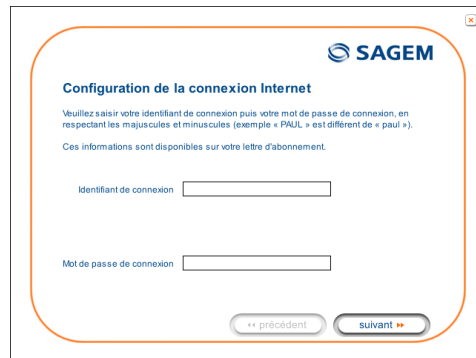 SAGEM
Configuration de la connexion Internet
Veuillez saisir votre identifiant de connexion puis votre mot de passe de connexion, en
respectant les majuscules et minuscules (exemple « PAUL » est différent de « paul »).
Ces informations sont disponibles sur votre lettre d'abonnement.
Identifiant de connexion
Mot de passe de connexion
précédent
suivant